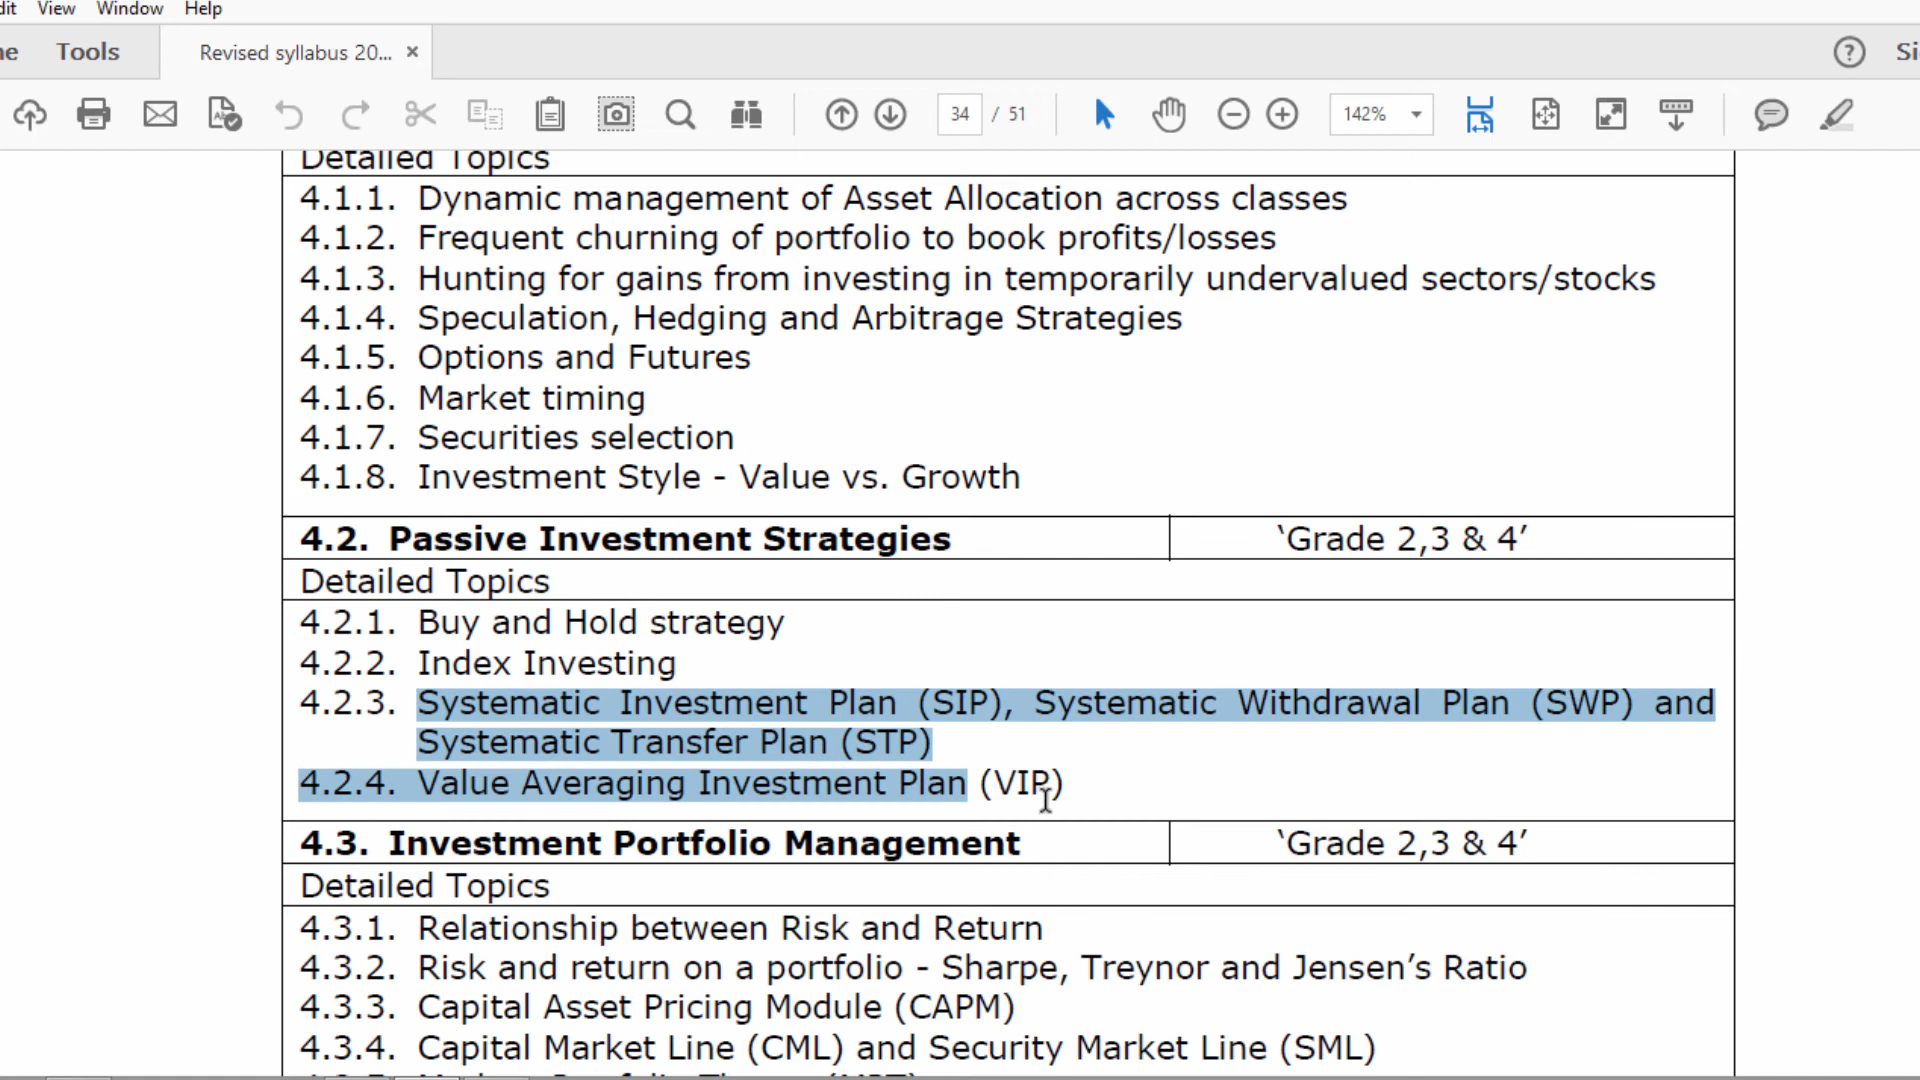 dit View Window Help
ne Tools Revised syllabus 20... × ? Si
34 / 51 142%
Detailed Topics
4.1.1. Dynamic management of Asset Allocation across classes
4.1.2. Frequent churning of portfolio to book profits/losses
4.1.3. Hunting for gains from investing in temporarily undervalued sectors/stocks
4.1.4. Speculation, Hedging and Arbitrage Strategies
4.1.5. Options and Futures
4.1.6. Market timing
4.1.7. Securities selection
4.1.8. Investment Style - Value vs. Growth
4.2. Passive Investment Strategies ‘Grade 2,3 & 4’
Detailed Topics
4.2.1. Buy and Hold strategy
4.2.2. Index Investing
4.2.3. Systematic Investment Plan (SIP), Systematic Withdrawal Plan (SWP) and
Systematic Transfer Plan (STP)
4.2.4. Value Averaging Investment Plan (VIP)
4.3. Investment Portfolio Management ‘Grade 2,3 & 4’
Detailed Topics
4.3.1. Relationship between Risk and Return
4.3.2. Risk and return on a portfolio - Sharpe, Treynor and Jensen’s Ratio
4.3.3. Capital Asset Pricing Module (CAPM)
4.3.4. Capital Market Line (CML) and Security Market Line (SML)